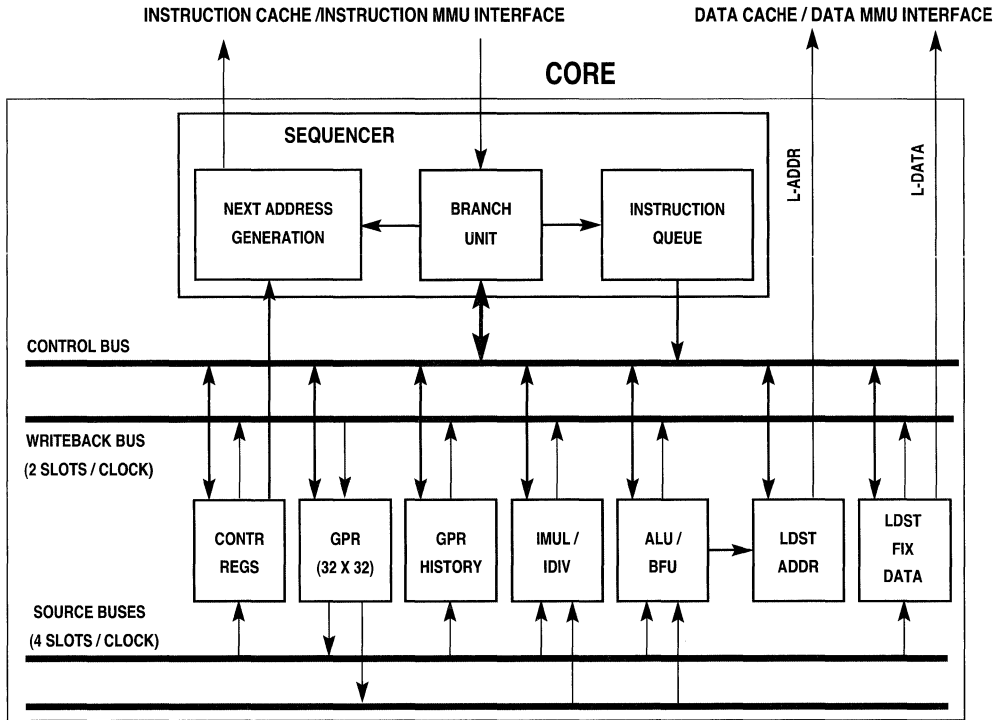 INSTRUCTION CACHE /INSTRUCTION MMU INTERFACE
DATA CACHE / DATA MMU INTERFACE
CORE
SEQUENCER
L-ADDR
L-DATA
NEXT ADDRESS
GENERATION
BRANCH
UNIT
INSTRUCTION
QUEUE
CONTROL BUS
WRITEBACK BUS
(2 SLOTS / CLOCK)
CONTR
REGS
GPR
(32 X 32)
GPR
HISTORY
IMUL /
IDIV
ALU /
BFU
LDST
ADDR
LDST
FIX
DATA
SOURCE BUSES
(4 SLOTS / CLOCK)